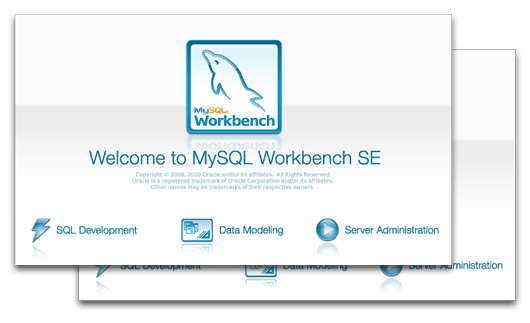 MySQL
Workbench
Welcome to MySQL Workbench SE
Copyright © 2008, 2010 Oracle and/or its affiliates. All Rights Reserved.
Oracle is a registered trademark of Oracle Corporation and/or its affiliates.
Other names may be trademarks of their respective owners.
SQL Development
Data Modeling
Server Administration
SQL Development
Data Modeling
Server Administration